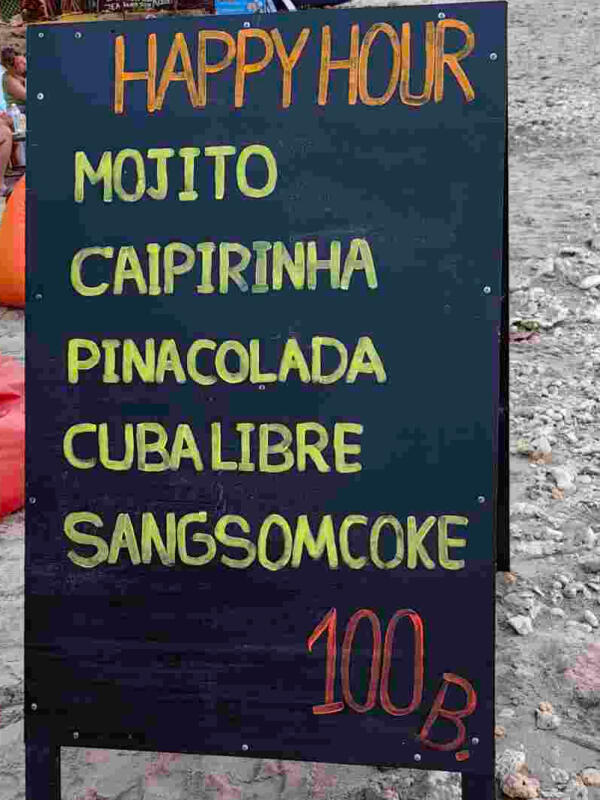 HAPPY HOUR
MOJITO
CAIPIRINHA
PINACOLADA
CUBA LIBRE
SANGSOMCOKE
100 B.